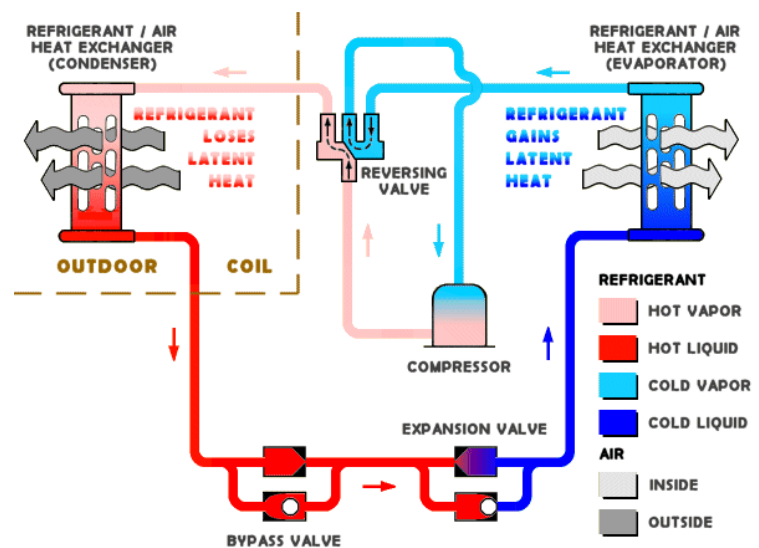 REFRIGERANT / AIR
HEAT EXCHANGER
(CONDENSER)
REFRIGERANT / AIR
HEAT EXCHANGER
(EVAPORATOR)
REFRIGERANT
LOSES
LATENT
HEAT
REFRIGERANT
GAINS
LATENT
HEAT
REVERSING
VALVE
OUTDOOR COIL
COMPRESSOR
REFRIGERANT
HOT VAPOR
HOT LIQUID
COLD VAPOR
COLD LIQUID
AIR
INSIDE
OUTSIDE
EXPANSION VALVE
BYPASS VALVE